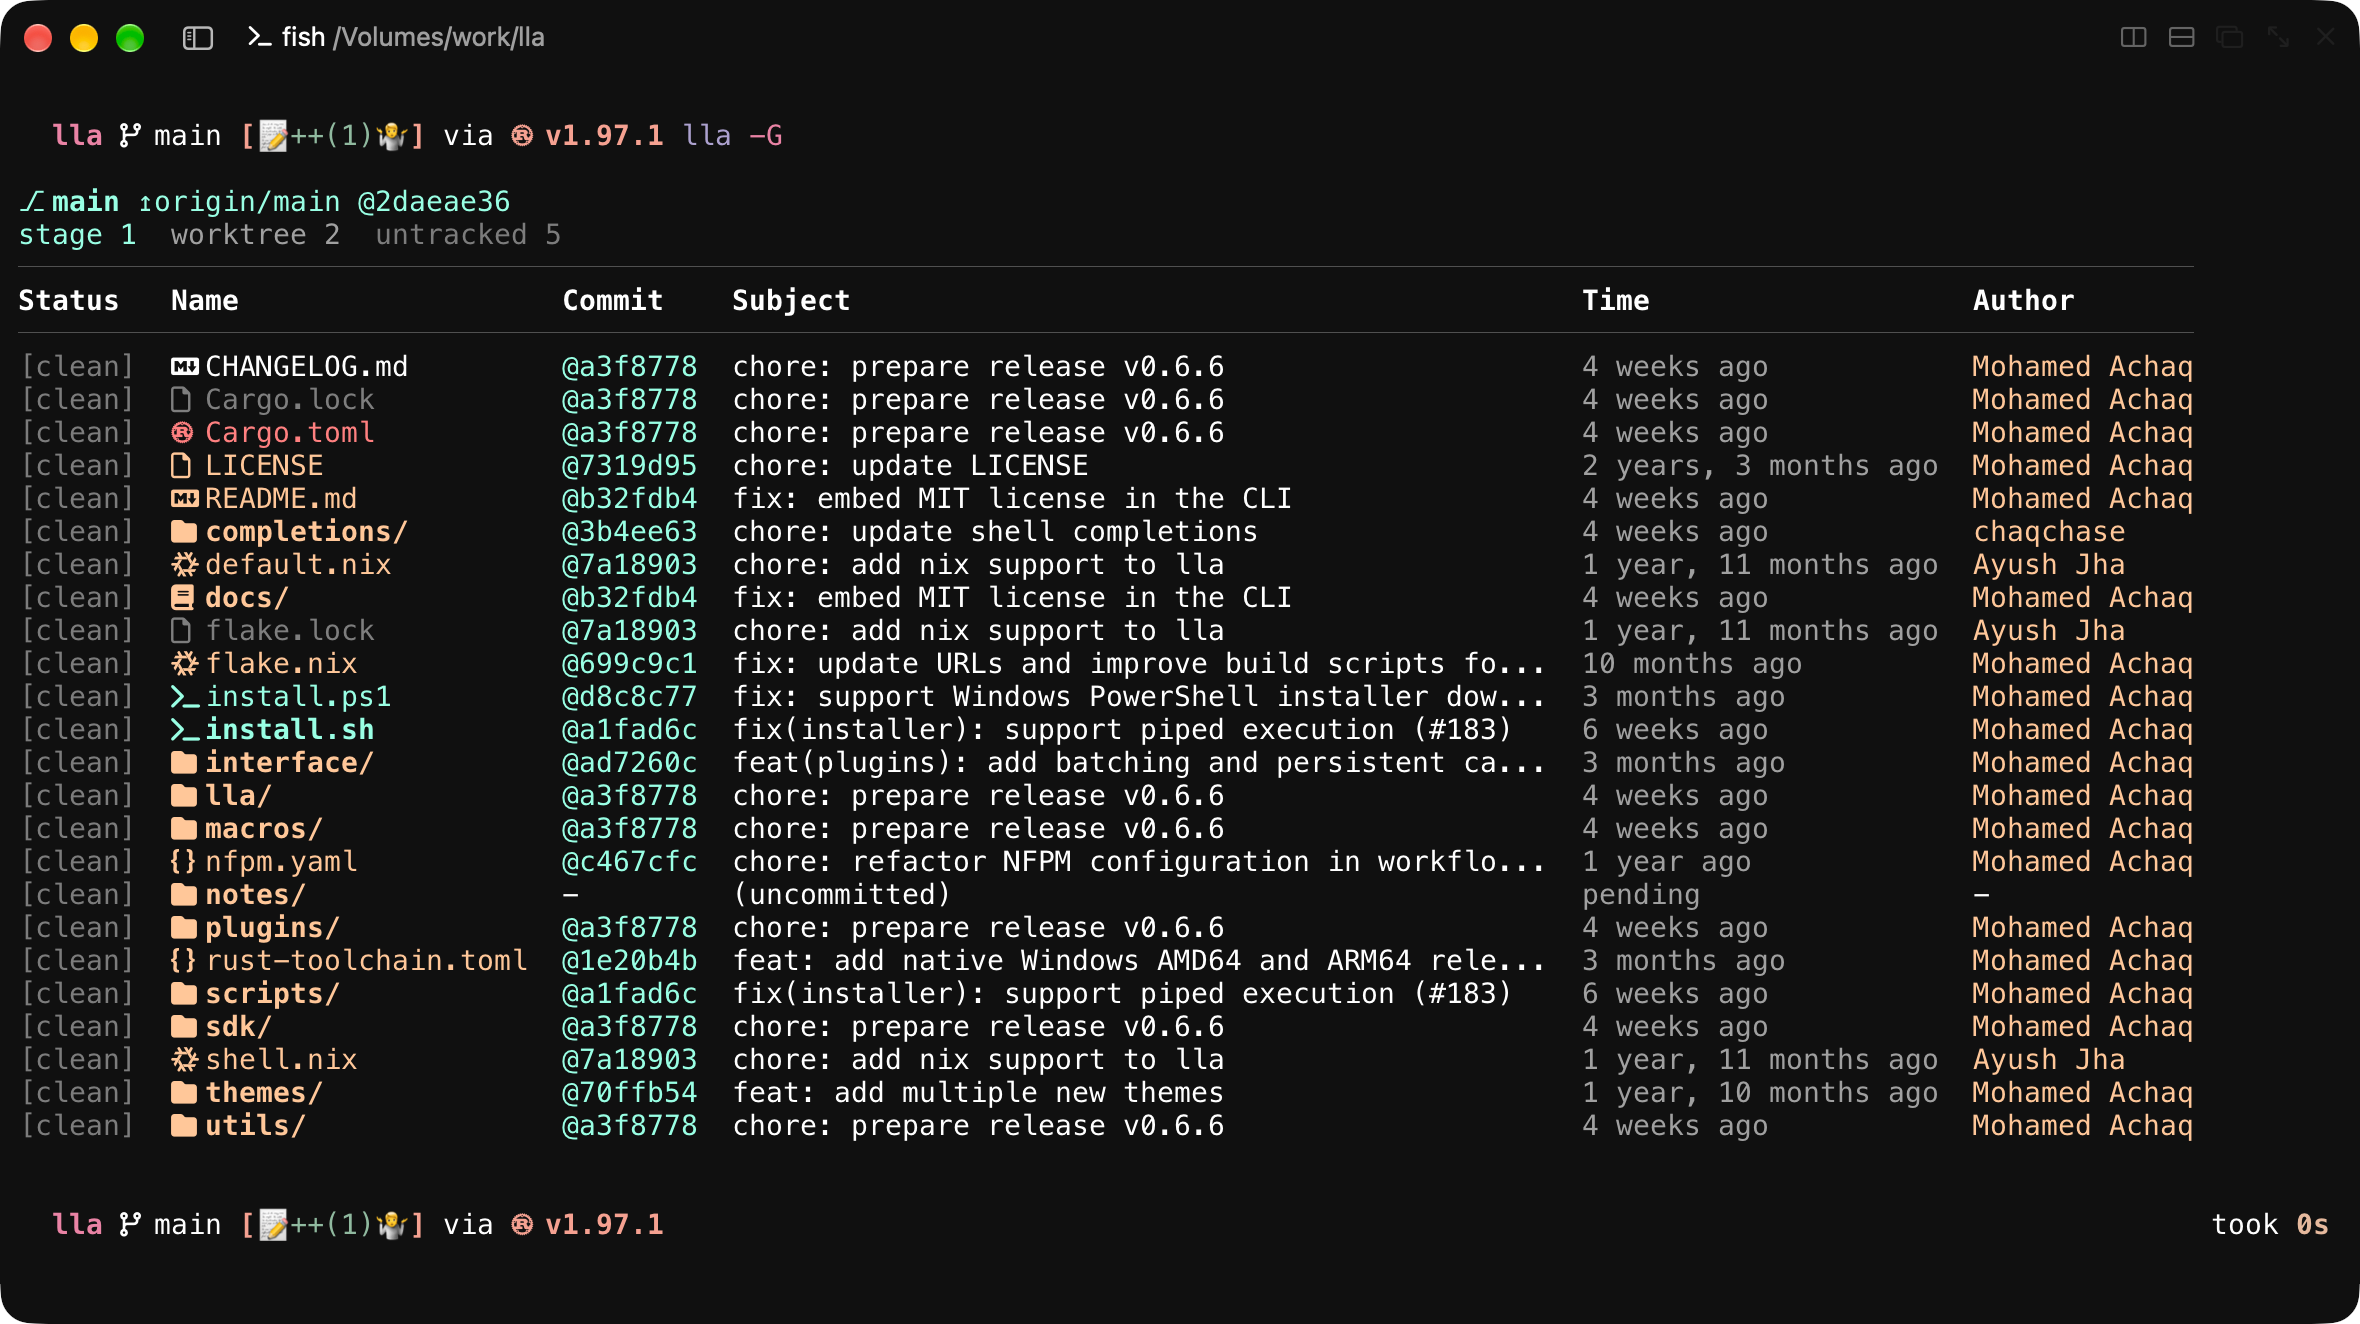 fish /Volumes/work/lla
lla main [📝++(1)🤷] via v1.97.1 lla -G
main ↥origin/main @2daeae36
stage 1 worktree 2 untracked 5
Status Name Commit Subject Time Author
[clean] CHANGELOG.md @a3f8778 chore: prepare release v0.6.6 4 weeks ago Mohamed Achaq
[clean] Cargo.lock @a3f8778 chore: prepare release v0.6.6 4 weeks ago Mohamed Achaq
[clean] Cargo.toml @a3f8778 chore: prepare release v0.6.6 4 weeks ago Mohamed Achaq
[clean] LICENSE @7319d95 chore: update LICENSE 2 years, 3 months ago Mohamed Achaq
[clean] README.md @b32fdb4 fix: embed MIT license in the CLI 4 weeks ago Mohamed Achaq
[clean] completions/ @3b4ee63 chore: update shell completions 4 weeks ago chaqchase
[clean] default.nix @7a18903 chore: add nix support to lla 1 year, 11 months ago Ayush Jha
[clean] docs/ @b32fdb4 fix: embed MIT license in the CLI 4 weeks ago Mohamed Achaq
[clean] flake.lock @7a18903 chore: add nix support to lla 1 year, 11 months ago Ayush Jha
[clean] flake.nix @699c9c1 fix: update URLs and improve build scripts fo... 10 months ago Mohamed Achaq
[clean] install.ps1 @d8c8c77 fix: support Windows PowerShell installer dow... 3 months ago Mohamed Achaq
[clean] install.sh @a1fad6c fix(installer): support piped execution (#183) 6 weeks ago Mohamed Achaq
[clean] interface/ @ad7260c feat(plugins): add batching and persistent ca... 3 months ago Mohamed Achaq
[clean] lla/ @a3f8778 chore: prepare release v0.6.6 4 weeks ago Mohamed Achaq
[clean] macros/ @a3f8778 chore: prepare release v0.6.6 4 weeks ago Mohamed Achaq
[clean] nfpm.yaml @c467cfc chore: refactor NFPM configuration in workflo... 1 year ago Mohamed Achaq
[clean] notes/ – (uncommitted) pending –
[clean] plugins/ @a3f8778 chore: prepare release v0.6.6 4 weeks ago Mohamed Achaq
[clean] rust-toolchain.toml @1e20b4b feat: add native Windows AMD64 and ARM64 rele... 3 months ago Mohamed Achaq
[clean] scripts/ @a1fad6c fix(installer): support piped execution (#183) 6 weeks ago Mohamed Achaq
[clean] sdk/ @a3f8778 chore: prepare release v0.6.6 4 weeks ago Mohamed Achaq
[clean] shell.nix @7a18903 chore: add nix support to lla 1 year, 11 months ago Ayush Jha
[clean] themes/ @70ffb54 feat: add multiple new themes 1 year, 10 months ago Mohamed Achaq
[clean] utils/ @a3f8778 chore: prepare release v0.6.6 4 weeks ago Mohamed Achaq
lla main [📝++(1)🤷] via v1.97.1 took 0s